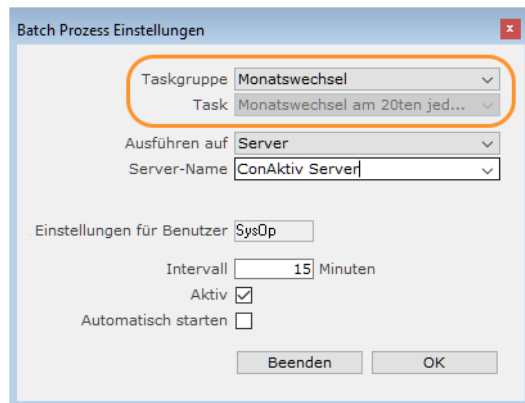 Batch Prozess Einstellungen
Taskgruppe Monatswechsel
Task Monatswechsel am 20ten jed...
Ausführen auf Server
Server-Name ConAktiv Server
Einstellungen für Benutzer SysOp
Intervall 15 Minuten
Aktiv
Automatisch starten
Beenden OK